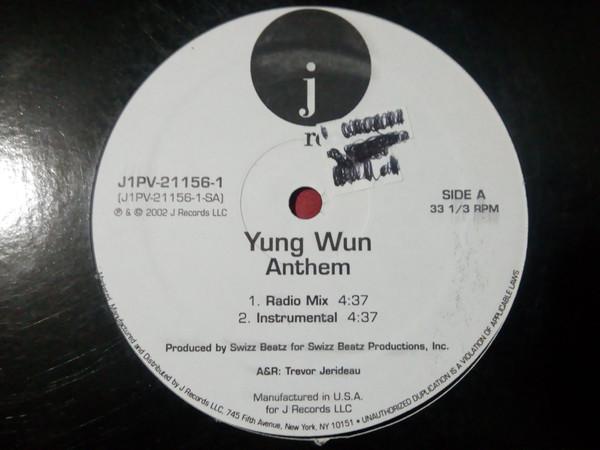 j
J1PV-21156-1
(J1PV-21156-1-SA)
℗ & © 2002 J Records LLC
SIDE A
33 1/3 RPM
Yung Wun
Anthem
1. Radio Mix 4:37
2. Instrumental 4:37
Produced by Swizz Beatz for Swizz Beatz Productions, Inc.
A&R: Trevor Jerideau
Manufactured in U.S.A.
for J Records LLC
Manufactured and Distributed by J Records LLC, 745 Fifth Avenue, New York, NY 10151 • UNAUTHORIZED DUPLICATION IS A VIOLATION OF APPLICABLE LAWS